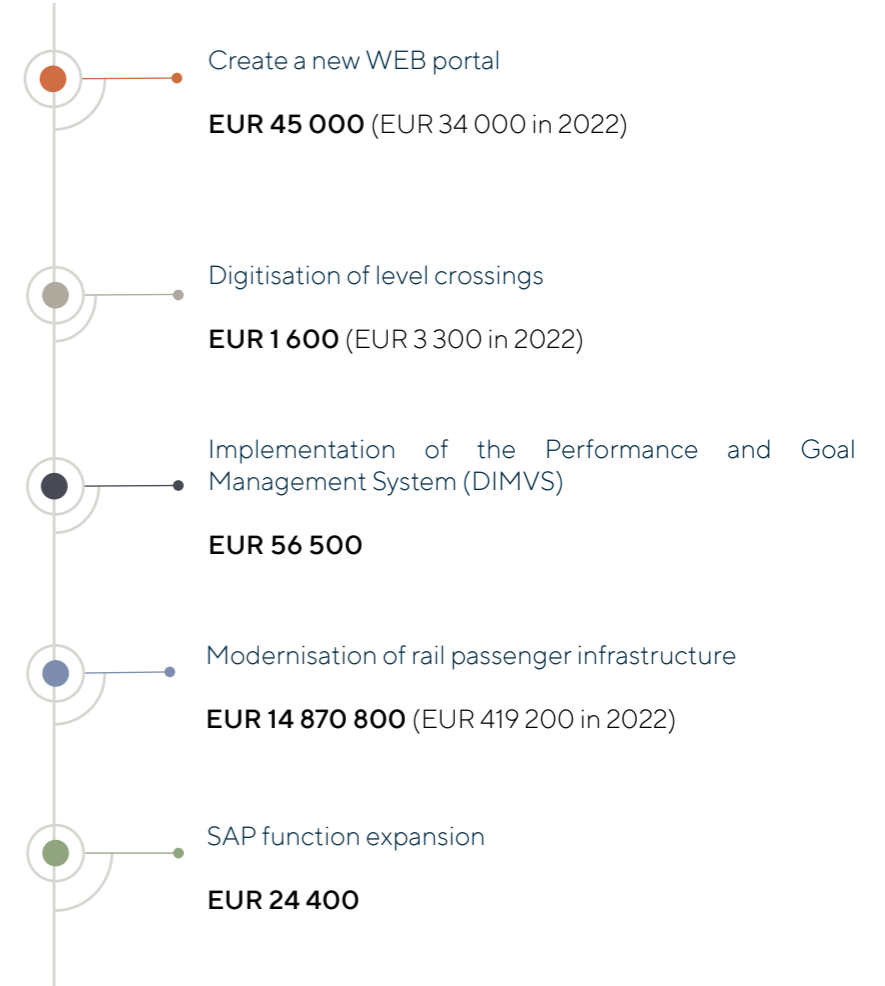 Create a new WEB portal
EUR 45 000 (EUR 34 000 in 2022)
Digitisation of level crossings
EUR 1 600 (EUR 3 300 in 2022)
Implementation of the Performance and Goal
Management System (DIMVS)
EUR 56 500
Modernisation of rail passenger infrastructure
EUR 14 870 800 (EUR 419 200 in 2022)
SAP function expansion
EUR 24 400